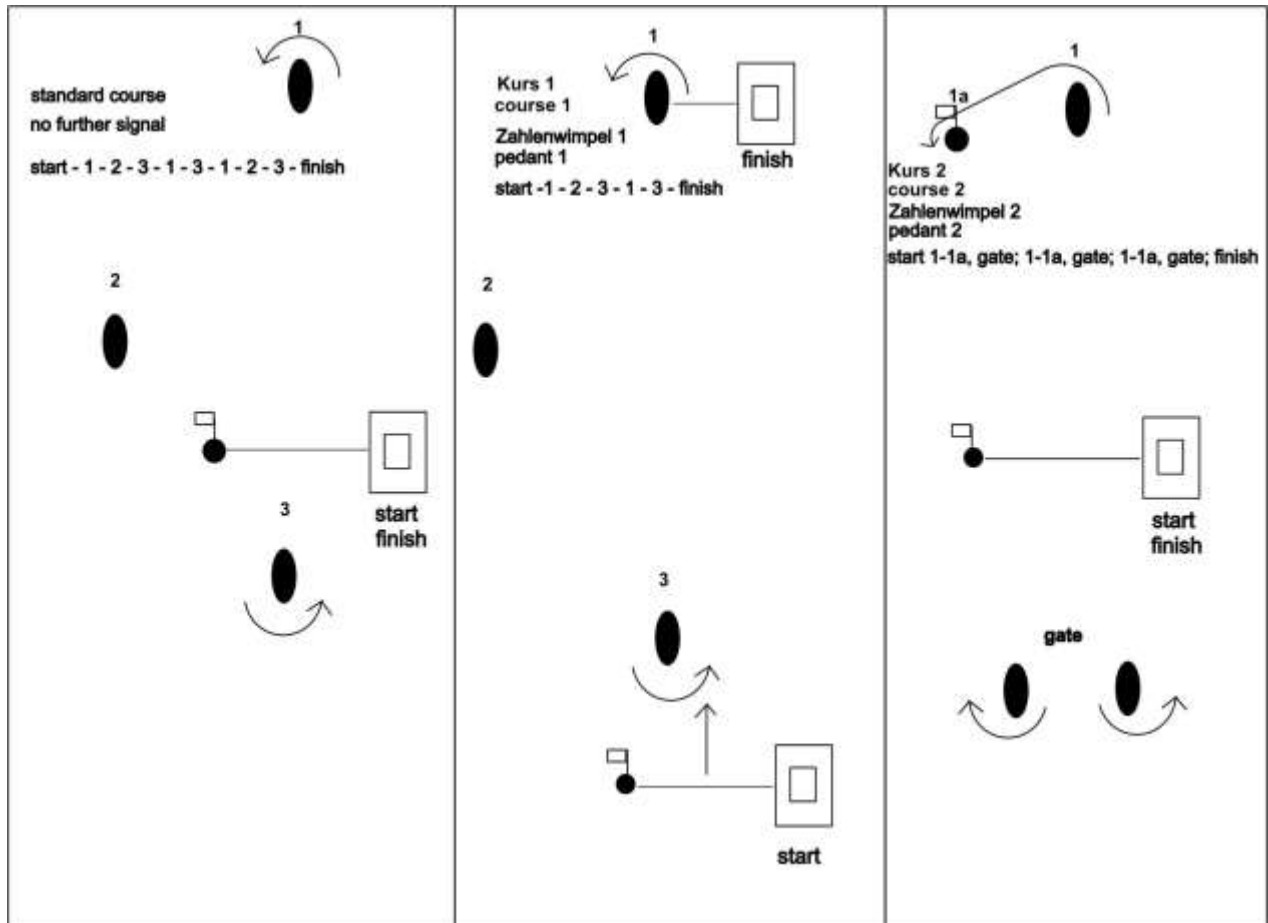 1
standard course
no further signal
start - 1 - 2 - 3 - 1 - 3 - 1 - 2 - 3 - finish
2
start
finish
3
1
Kurs 1
course 1
Zahlenwimpel 1
pedant 1
finish
start -1 - 2 - 3 - 1 - 3 - finish
2
3
start
1
1a
Kurs 2
course 2
Zahlenwimpel 2
pedant 2
start 1-1a, gate; 1-1a, gate; 1-1a, gate; finish
start
finish
gate